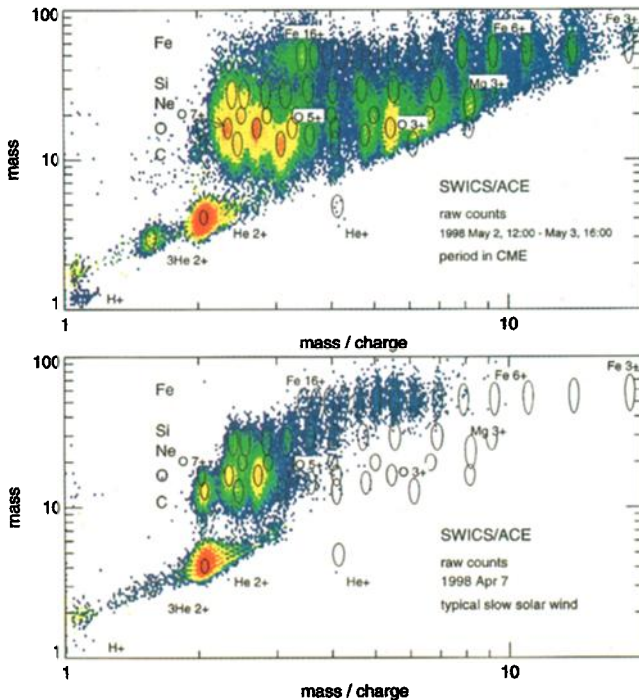 Fe 3+
100
Fe
Fe 16+
Fe 6+
Si
Mg 3+
Ne
O 7+
O 5+
O
O 3+
C
10
mass
SWICS/ACE
raw counts
He 2+
He+
1998 May 2, 12:00 - May 3, 16:00
3He 2+
period in CME
H+
1
1
10
mass / charge
100
Fe 3+
Fe
Fe 16+
Fe 6+
Si
Mg 3+
Ne
O 7+
O 5+
O 3+
O
C
10
mass
SWICS/ACE
raw counts
He 2+
He+
1998 Apr 7
3He 2+
typical slow solar wind
H+
1
1
10
mass / charge